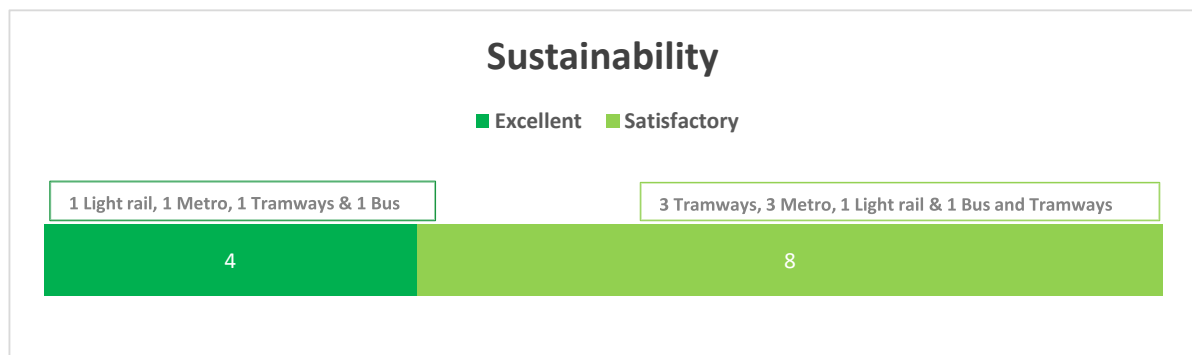 Sustainability
Excellent Satisfactory
1 Light rail, 1 Metro, 1 Tramways & 1 Bus
3 Tramways, 3 Metro, 1 Light rail & 1 Bus and Tramways
4
8